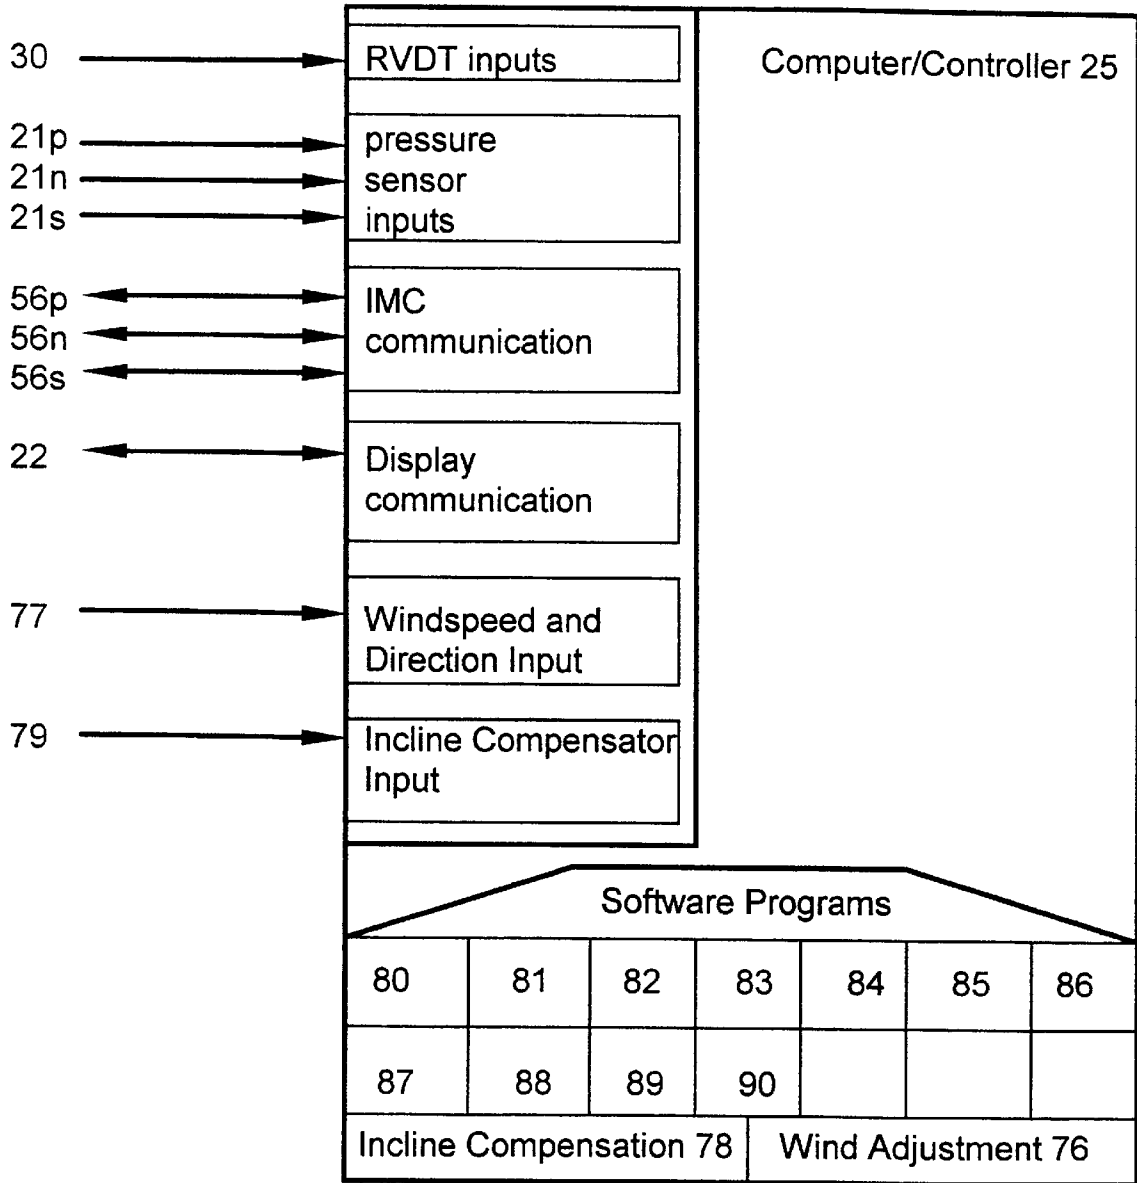 30
RVDT inputs
Computer/Controller 25
21p
21n
21s
pressure
sensor
inputs
56p
56n
56s
IMC
communication
22
Display
communication
77
Windspeed and
Direction Input
79
Incline Compensator
Input
Software Programs
80 81 82 83 84 85 86
87 88 89 90
Incline Compensation 78
Wind Adjustment 76